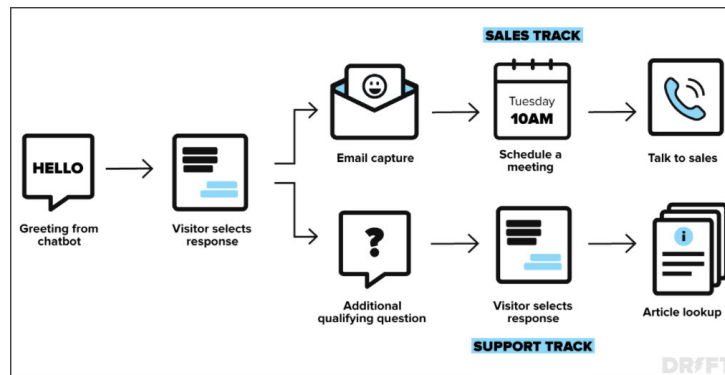 SALES TRACK
Tuesday
10AM
HELLO
Email capture
Schedule a
meeting
Talk to sales
Greeting from
chatbot
Visitor selects
response
?
i
Additional
qualifying question
Visitor selects
response
Article lookup
SUPPORT TRACK
DRIFT